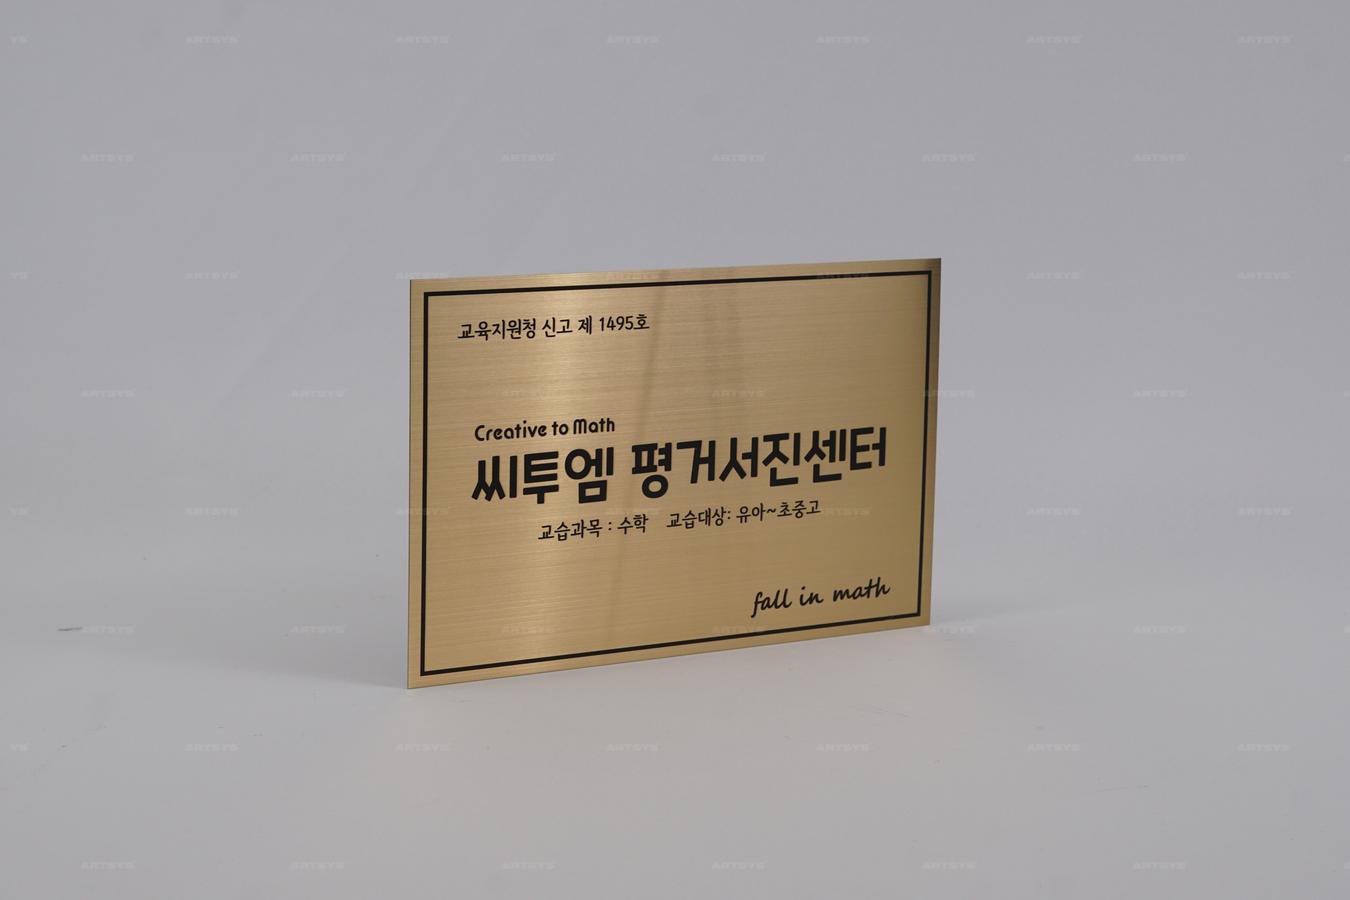 교육지원청 신고 제 1495호
Creative to Math
씨투엠 평거서진센터
교습과목 : 수학 교습대상: 유아~초중고
fall in math
ARTSYS